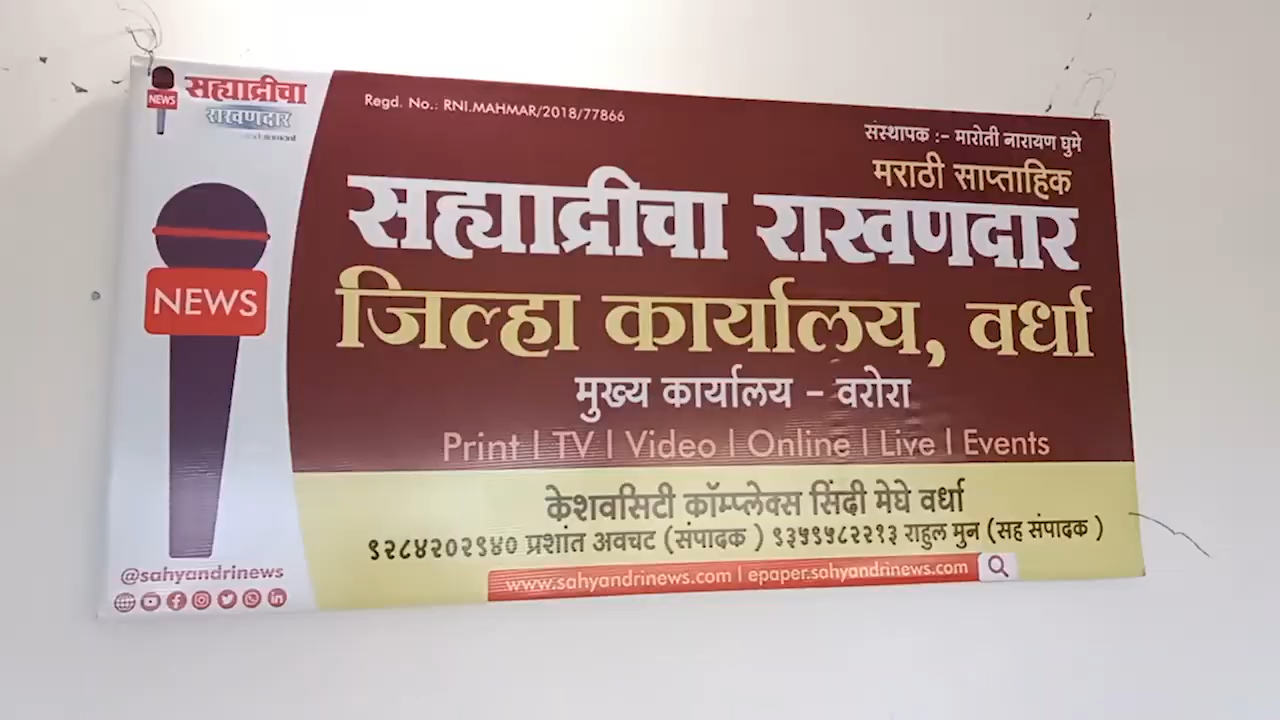 NEWS
सह्याद्रीचा
राखणदार
Regd. No.: RNI.MAHMAR/2018/77866
संस्थापक :- मारोती नारायण घुमे
मराठी साप्ताहिक
सह्याद्रीचा राखणदार
NEWS
जिल्हा कार्यालय, वर्धा
मुख्य कार्यालय - वरोरा
Print | TV | Video | Online | Live | Events
केशवसिटी कॉम्प्लेक्स सिंदी मेघे वर्धा
९२८४२०२९४० प्रशांत अवचट (संपादक ) ९३५९५८२२१३ राहुल मुन (सह संपादक )
www.sahyandrinews.com | epaper.sahyandrinews.com
@sahyandrinews